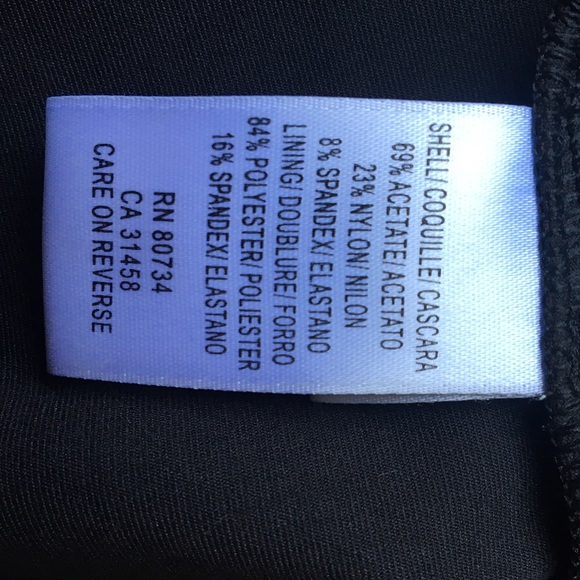 SHELL/ COQUILLE/ CASCARA
69% ACETATE/ ACETATO
23% NYLON/ NILON
8% SPANDEX/ ELASTANO
LINING/ DOUBLURE/ FORRO
84% POLYESTER/ POLIESTER
16% SPANDEX/ ELASTANO
RN 80734
CA 31458
CARE ON REVERSE